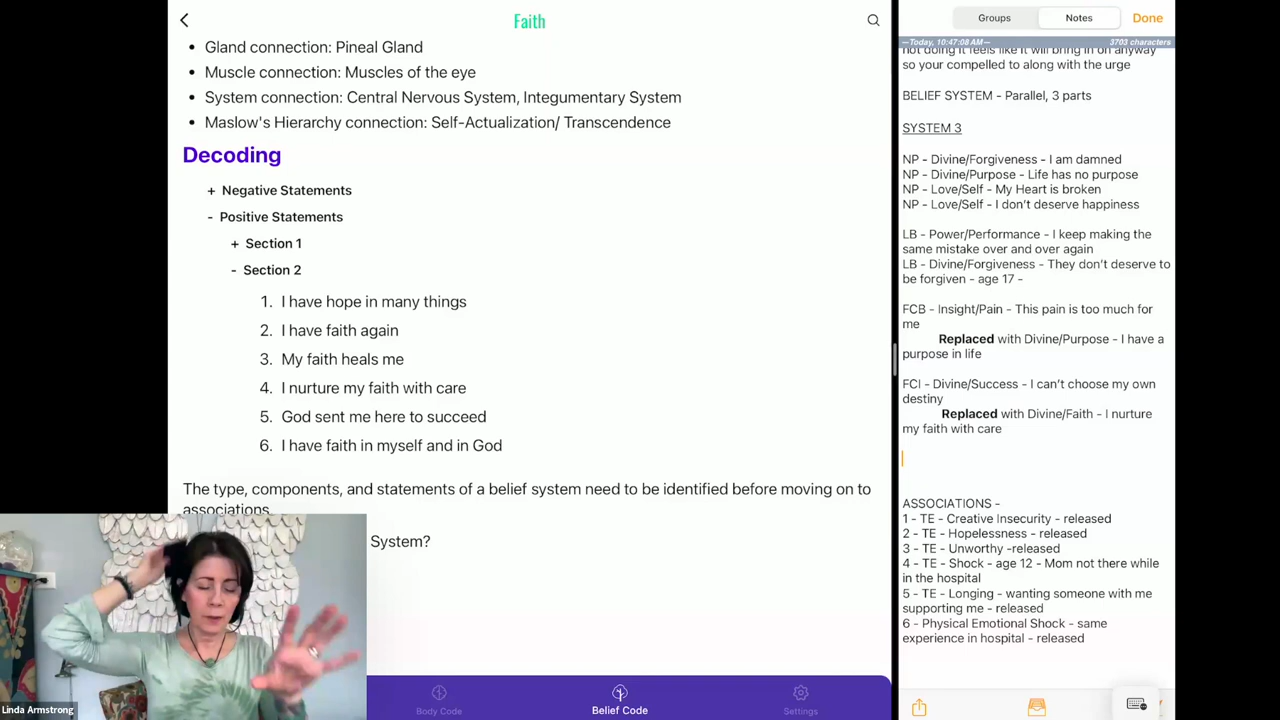 Faith
• Gland connection: Pineal Gland
• Muscle connection: Muscles of the eye
• System connection: Central Nervous System, Integumentary System
• Maslow's Hierarchy connection: Self-Actualization/ Transcendence
Decoding
+ Negative Statements
- Positive Statements
+ Section 1
- Section 2
1. I have hope in many things
2. I have faith again
3. My faith heals me
4. I nurture my faith with care
5. God sent me here to succeed
6. I have faith in myself and in God
The type, components, and statements of a belief system need to be identified before moving on to
associations.
System?
Body Code
Belief Code
Settings
Linda Armstrong
Groups
Notes
Done
—Today, 10:47:08 AM—
3703 characters
not doing it feels like it will bring in on anyway
so your compelled to along with the urge
BELIEF SYSTEM - Parallel, 3 parts
SYSTEM 3
NP - Divine/Forgiveness - I am damned
NP - Divine/Purpose - Life has no purpose
NP - Love/Self - My Heart is broken
NP - Love/Self - I don’t deserve happiness
LB - Power/Performance - I keep making the
same mistake over and over again
LB - Divine/Forgiveness - They don’t deserve to
be forgiven - age 17 -
FCB - Insight/Pain - This pain is too much for
me
Replaced with Divine/Purpose - I have a
purpose in life
FCI - Divine/Success - I can’t choose my own
destiny
Replaced with Divine/Faith - I nurture
my faith with care
ASSOCIATIONS -
1 - TE - Creative Insecurity - released
2 - TE - Hopelessness - released
3 - TE - Unworthy -released
4 - TE - Shock - age 12 - Mom not there while
in the hospital
5 - TE - Longing - wanting someone with me
supporting me - released
6 - Physical Emotional Shock - same
experience in hospital - released